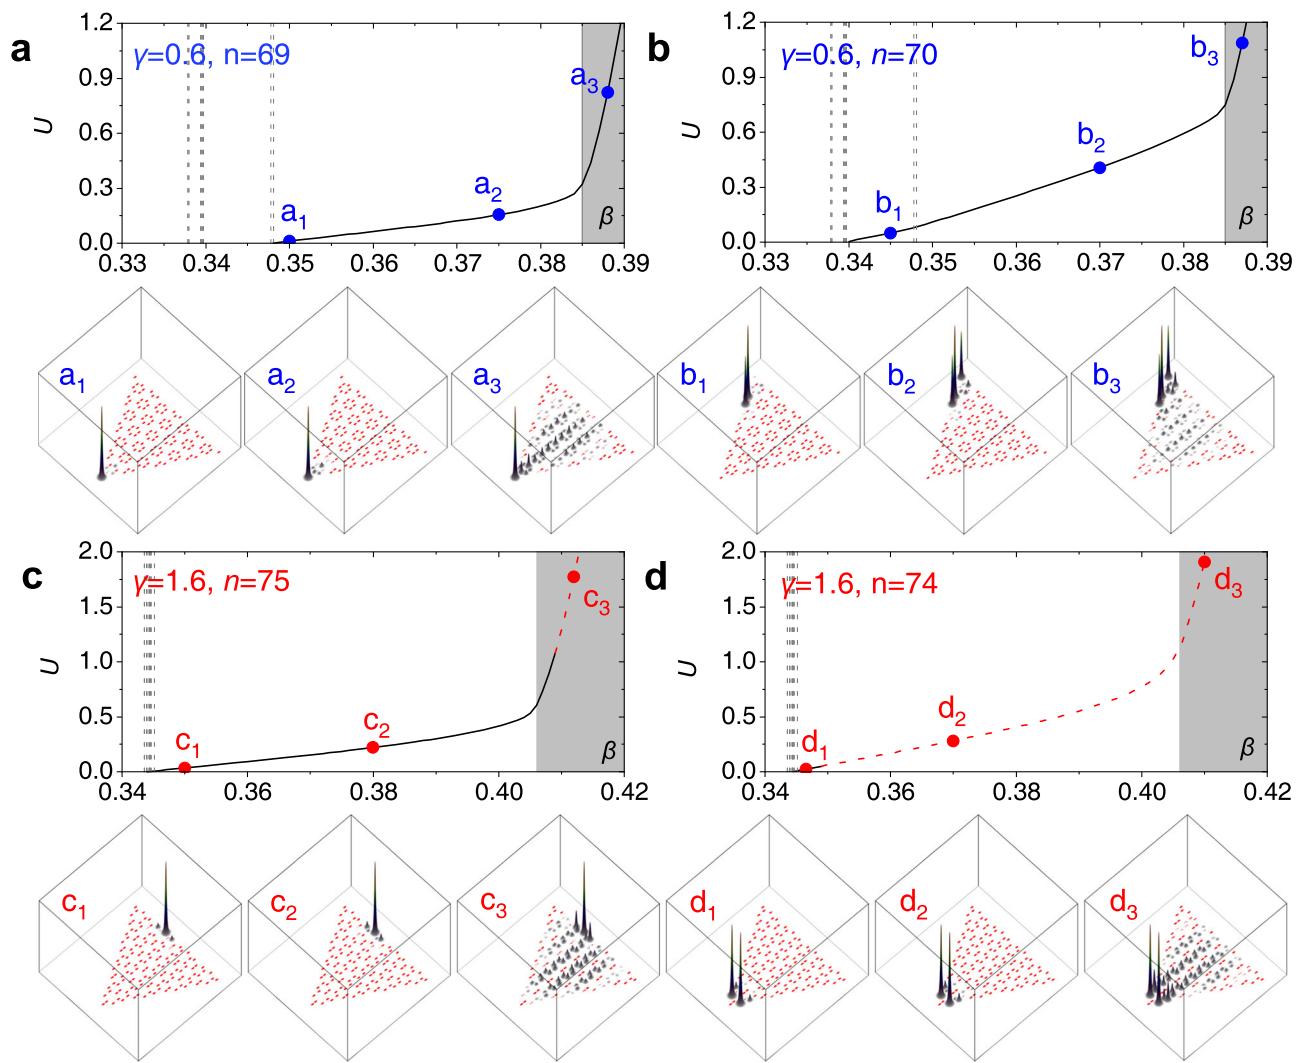 a
1.2
0.9
0.6
0.3
0.0
U
γ=0.6, n=69
a1
a2
a3
β
0.33 0.34 0.35 0.36 0.37 0.38 0.39
b
1.2
0.9
0.6
0.3
0.0
U
γ=0.6, n=70
b1
b2
b3
β
0.33 0.34 0.35 0.36 0.37 0.38 0.39
a1 a2 a3 b1 b2 b3
c
2.0
1.5
1.0
0.5
0.0
U
γ=1.6, n=75
c1
c2
c3
β
0.34 0.36 0.38 0.40 0.42
d
2.0
1.5
1.0
0.5
0.0
U
γ=1.6, n=74
d1
d2
d3
β
0.34 0.36 0.38 0.40 0.42
c1 c2 c3 d1 d2 d3